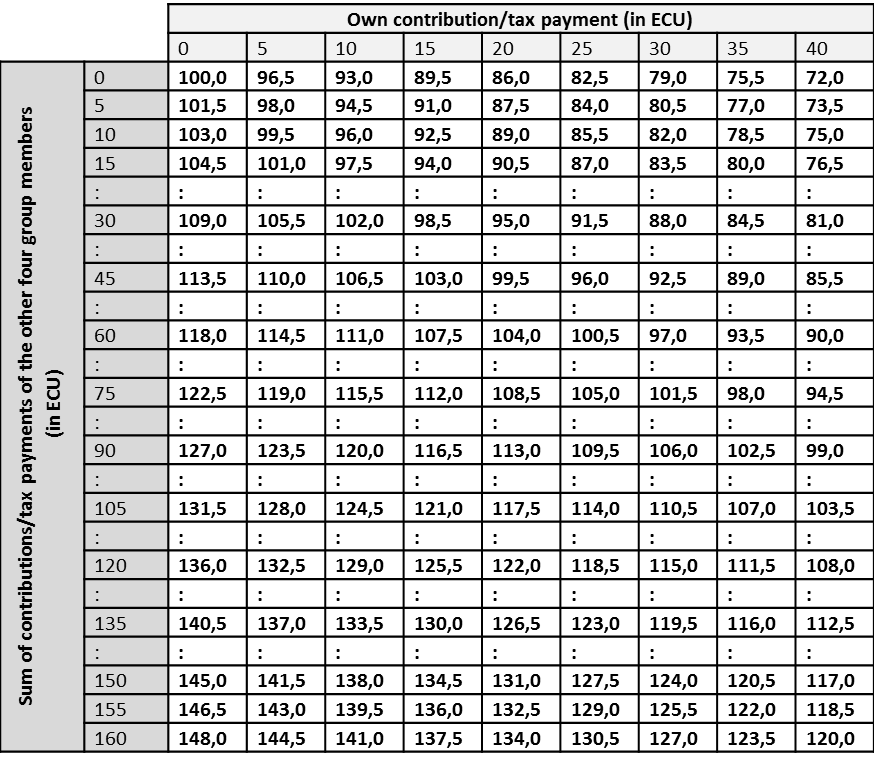 Own contribution/tax payment (in ECU)
0 5 10 15 20 25 30 35 40
Sum of contributions/tax payments of the other four group members
(in ECU)
0 100,0 96,5 93,0 89,5 86,0 82,5 79,0 75,5 72,0
5 101,5 98,0 94,5 91,0 87,5 84,0 80,5 77,0 73,5
10 103,0 99,5 96,0 92,5 89,0 85,5 82,0 78,5 75,0
15 104,5 101,0 97,5 94,0 90,5 87,0 83,5 80,0 76,5
: : : : : : : : : :
30 109,0 105,5 102,0 98,5 95,0 91,5 88,0 84,5 81,0
: : : : : : : : : :
45 113,5 110,0 106,5 103,0 99,5 96,0 92,5 89,0 85,5
: : : : : : : : : :
60 118,0 114,5 111,0 107,5 104,0 100,5 97,0 93,5 90,0
: : : : : : : : : :
75 122,5 119,0 115,5 112,0 108,5 105,0 101,5 98,0 94,5
: : : : : : : : : :
90 127,0 123,5 120,0 116,5 113,0 109,5 106,0 102,5 99,0
: : : : : : : : : :
105 131,5 128,0 124,5 121,0 117,5 114,0 110,5 107,0 103,5
: : : : : : : : : :
120 136,0 132,5 129,0 125,5 122,0 118,5 115,0 111,5 108,0
: : : : : : : : : :
135 140,5 137,0 133,5 130,0 126,5 123,0 119,5 116,0 112,5
: : : : : : : : : :
150 145,0 141,5 138,0 134,5 131,0 127,5 124,0 120,5 117,0
155 146,5 143,0 139,5 136,0 132,5 129,0 125,5 122,0 118,5
160 148,0 144,5 141,0 137,5 134,0 130,5 127,0 123,5 120,0